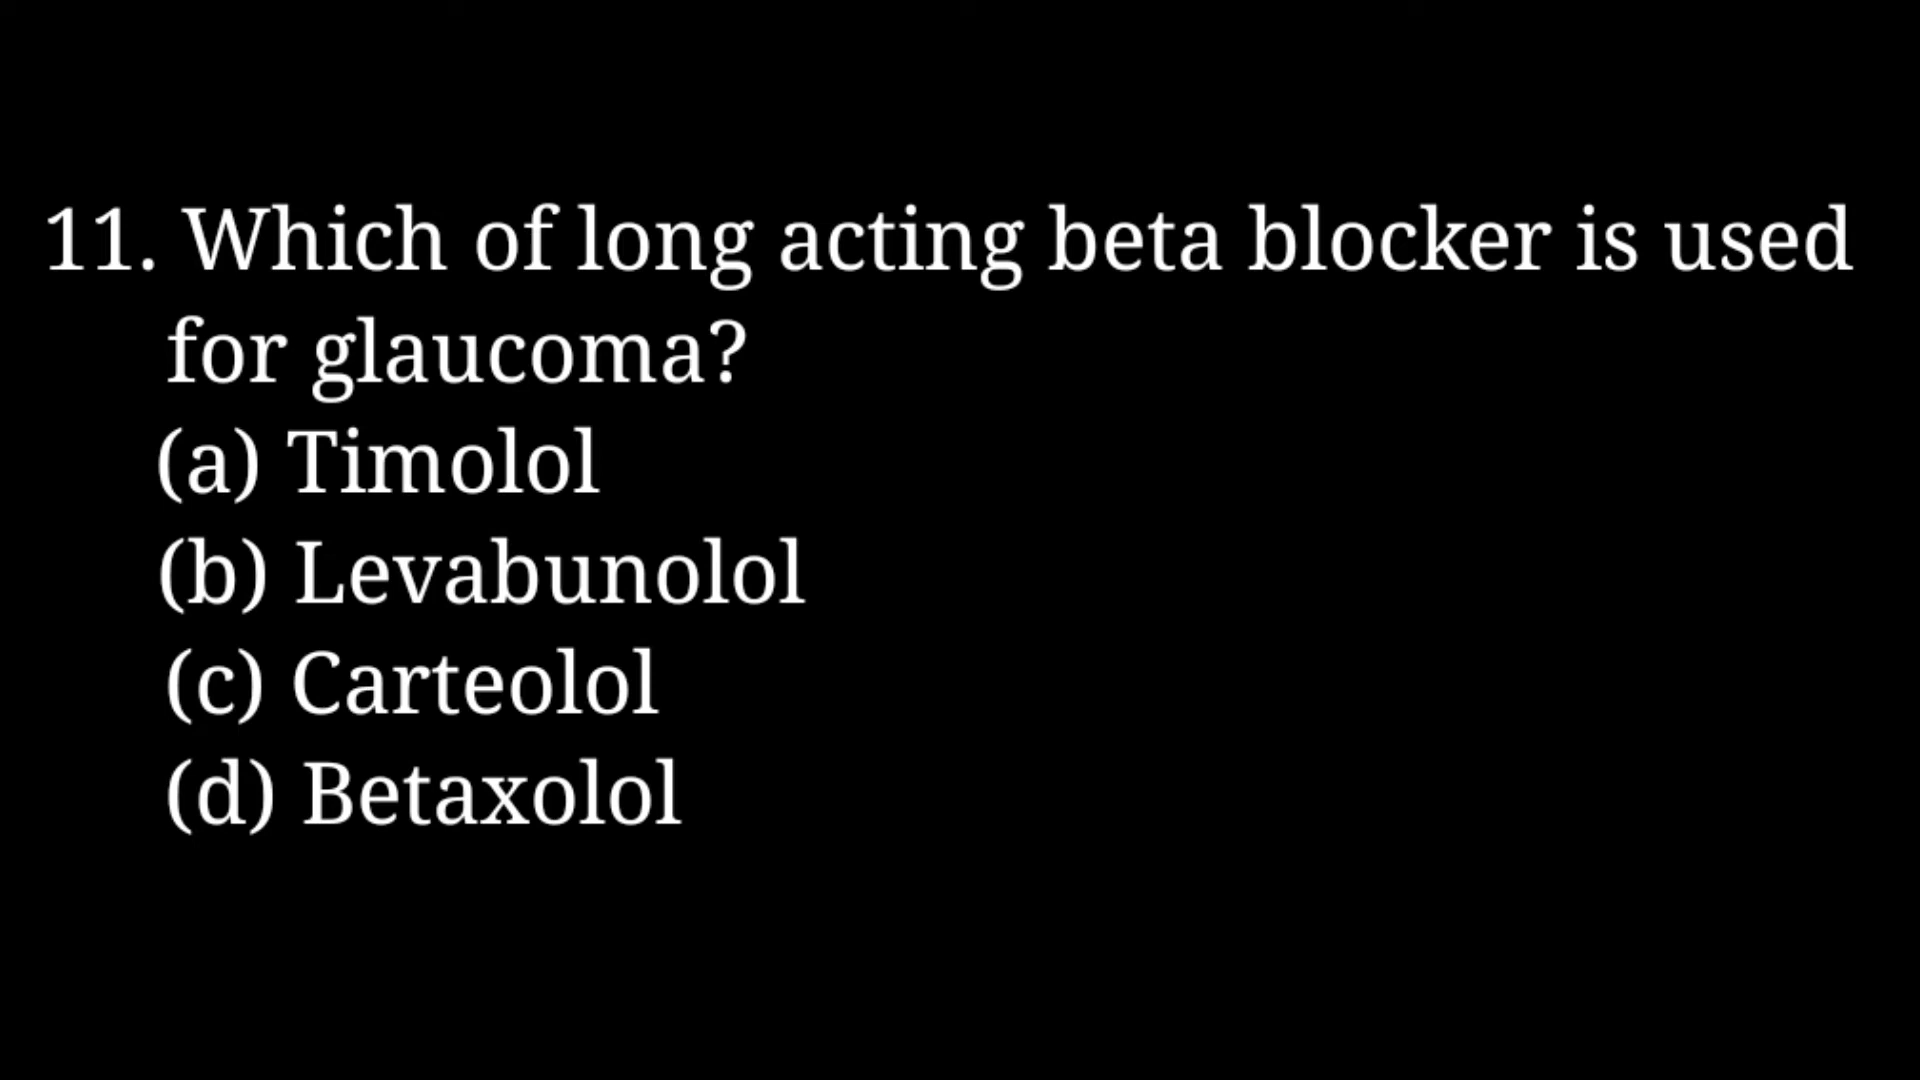 11. Which of long acting beta blocker is used
for glaucoma?
(a) Timolol
(b) Levabunolol
(c) Carteolol
(d) Betaxolol